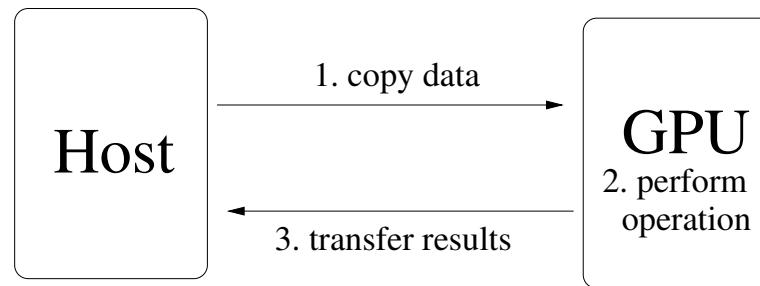 1. copy data
Host
GPU
2. perform
operation
3. transfer results